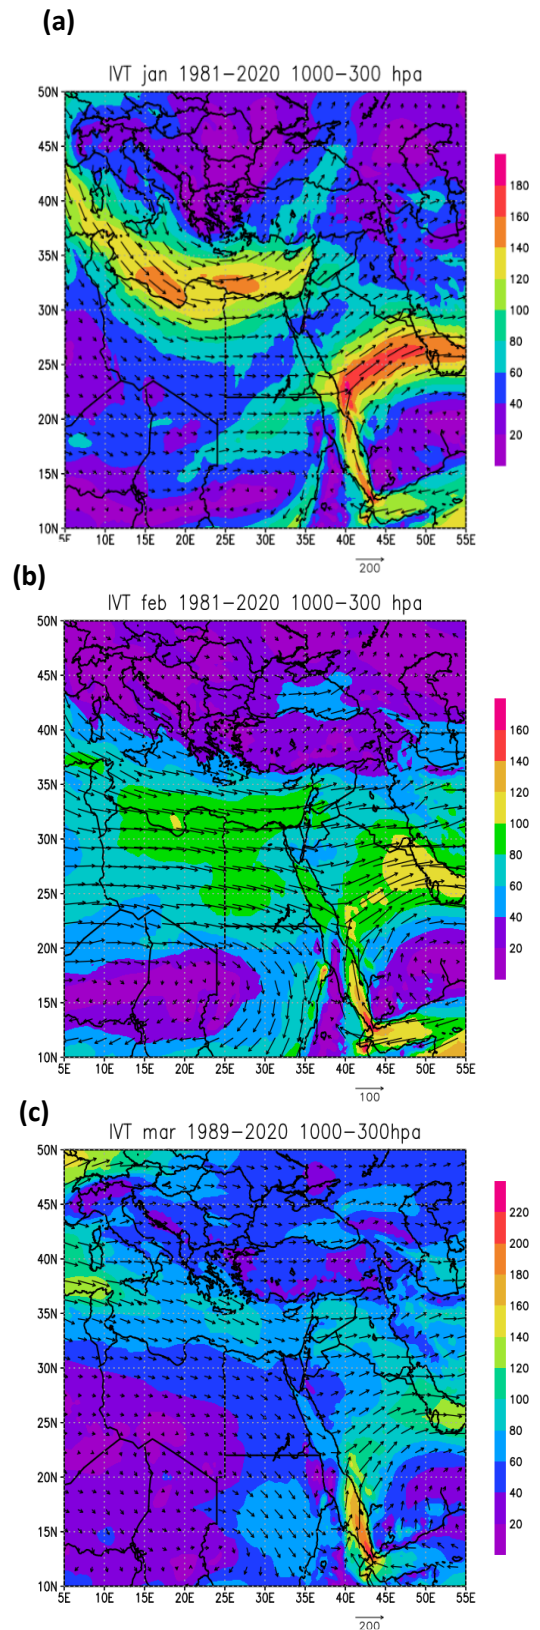 (a)
IVT jan 1981-2020 1000-300 hpa
50N
45N
40N
35N
30N
25N
20N
15N
10N
5E 10E 15E 20E 25E 30E 35E 40E 45E 50E 55E
200
180
160
140
120
100
80
60
40
20
(b)
IVT feb 1981-2020 1000-300 hpa
50N
45N
40N
35N
30N
25N
20N
15N
10N
5E 10E 15E 20E 25E 30E 35E 40E 45E 50E 55E
100
160
140
120
100
80
60
40
20
(c)
IVT mar 1989-2020 1000-300hpa
50N
45N
40N
35N
30N
25N
20N
15N
10N
5E 10E 15E 20E 25E 30E 35E 40E 45E 50E 55E
200
220
200
180
160
140
120
100
80
60
40
20